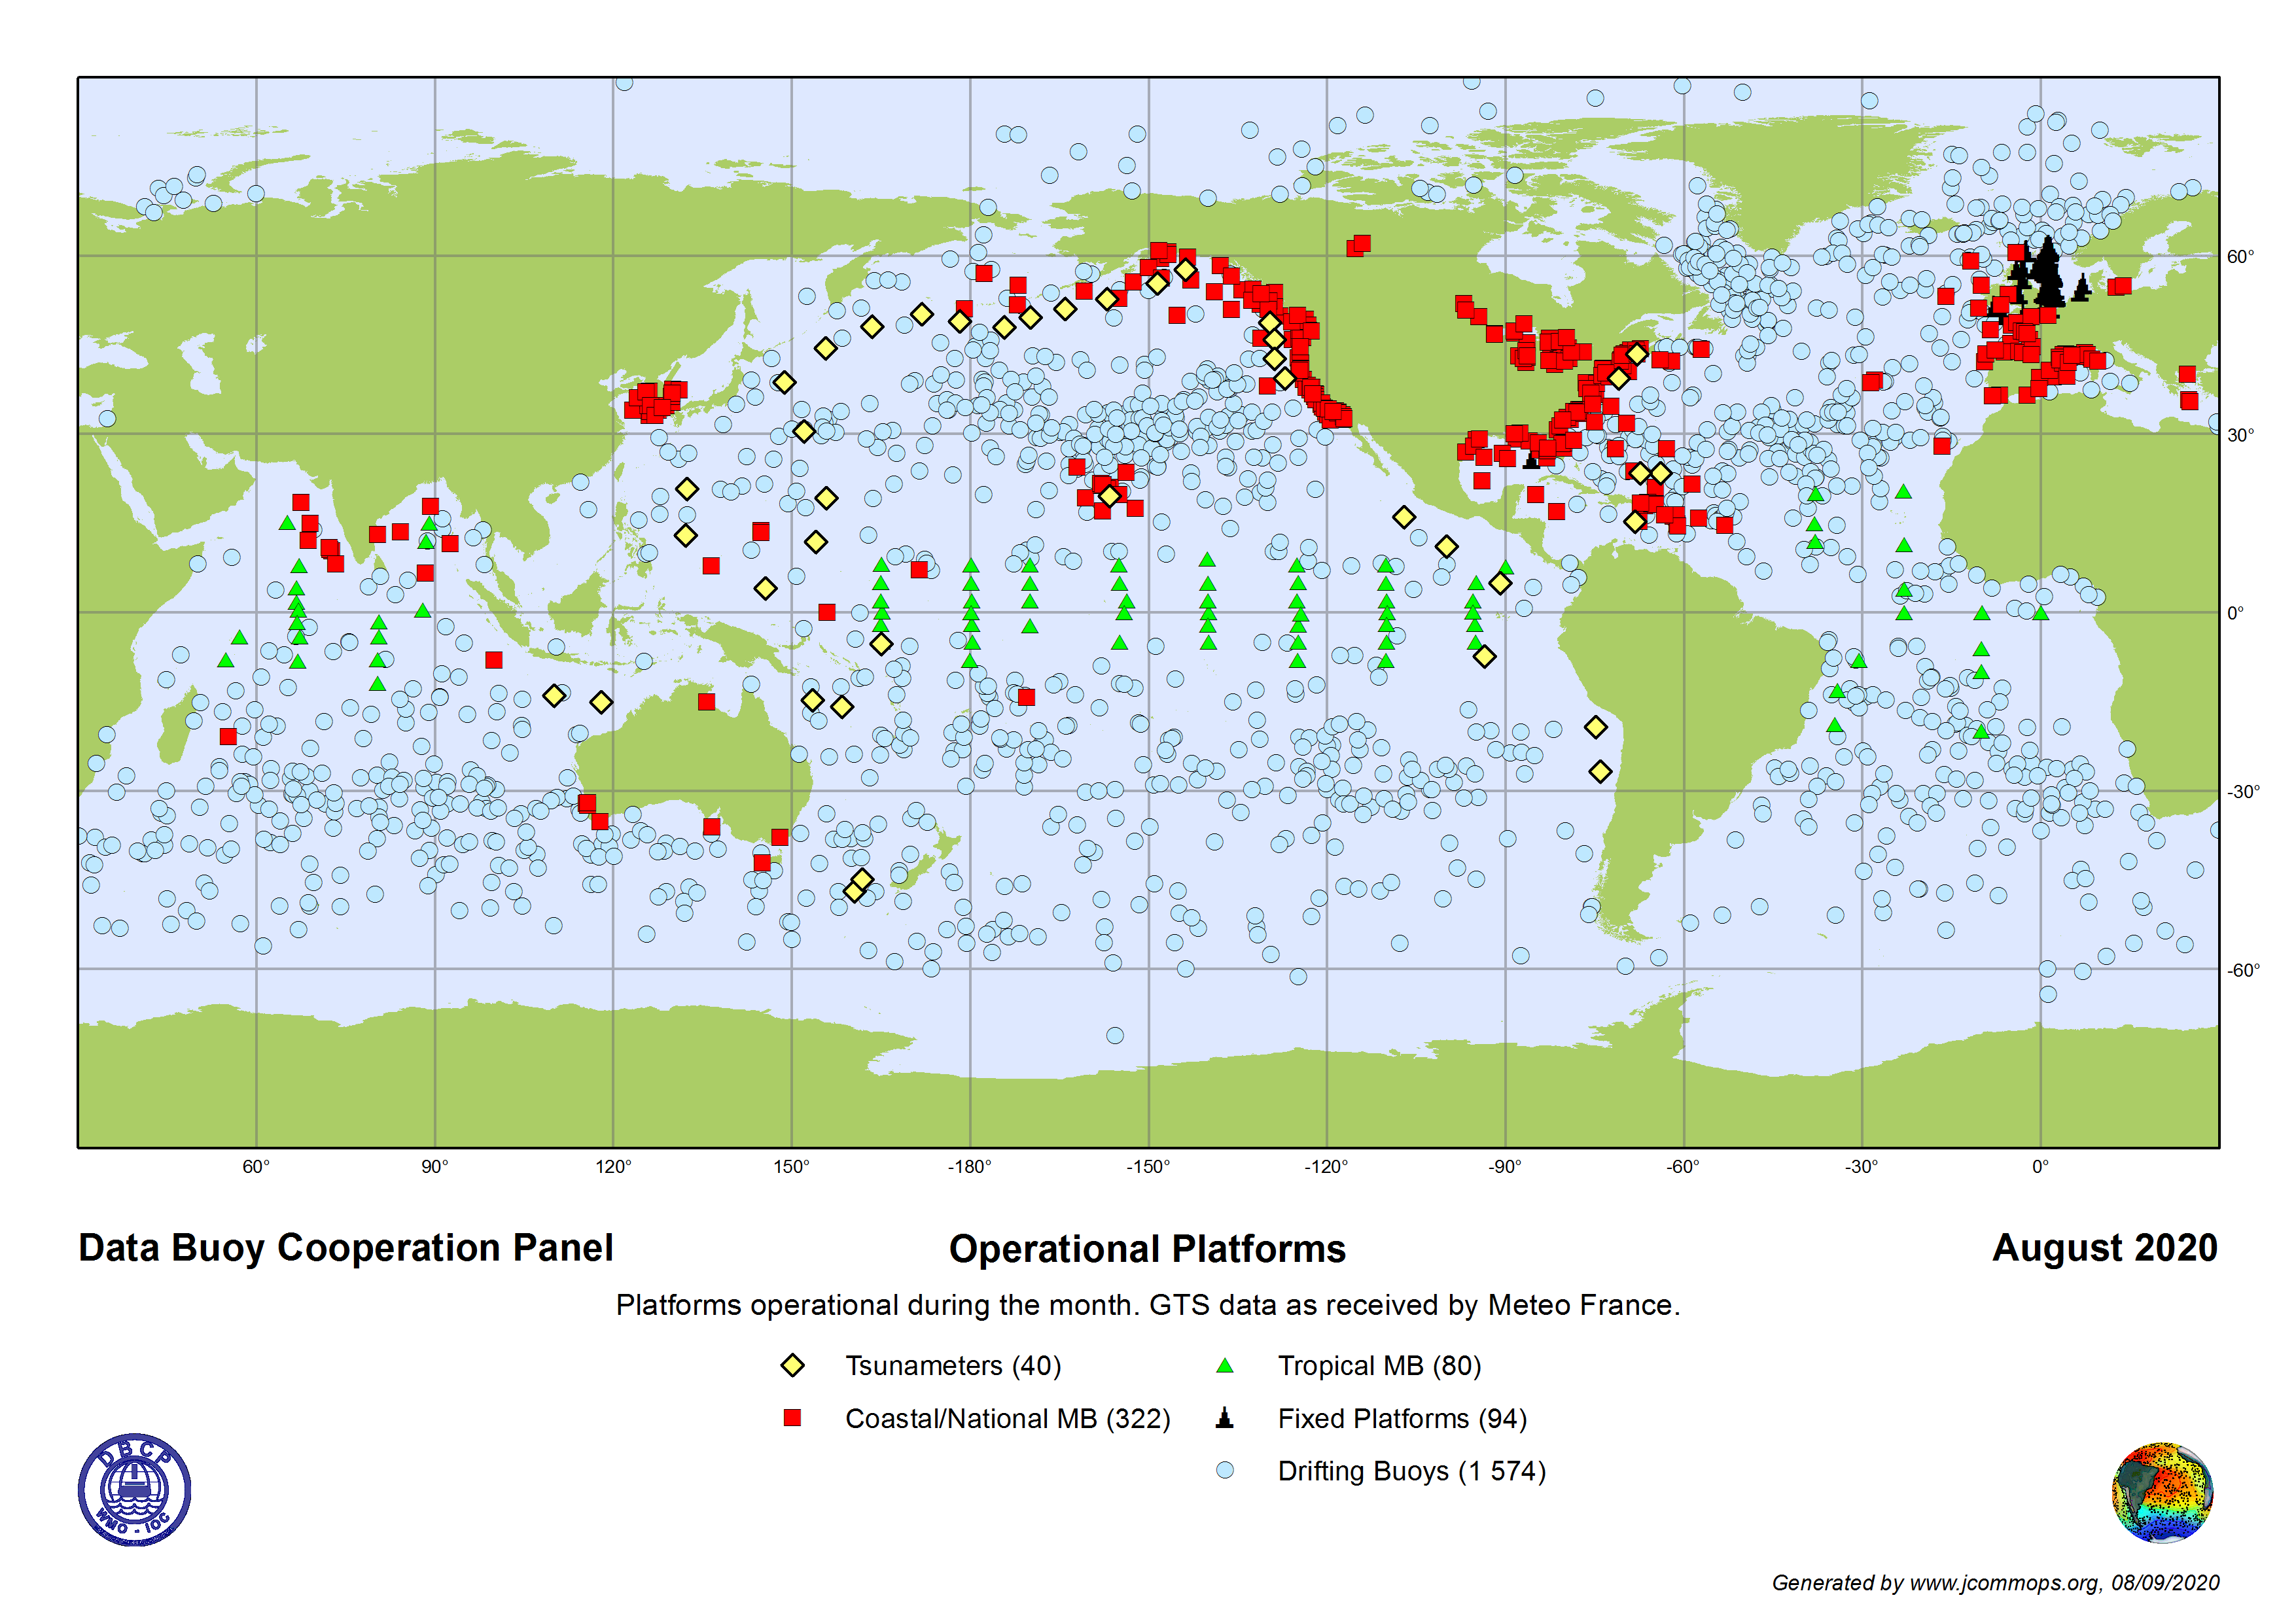 60°
30°
0°
-30°
-60°
60° 90° 120° 150° -180° -150° -120° -90° -60° -30° 0°
Data Buoy Cooperation Panel Operational Platforms August 2020
Platforms operational during the month. GTS data as received by Meteo France.
Tsunameters (40) Tropical MB (80)
Coastal/National MB (322) Fixed Platforms (94)
Drifting Buoys (1 574)
DBCP
WMO - IOC
Generated by www.jcommops.org, 08/09/2020